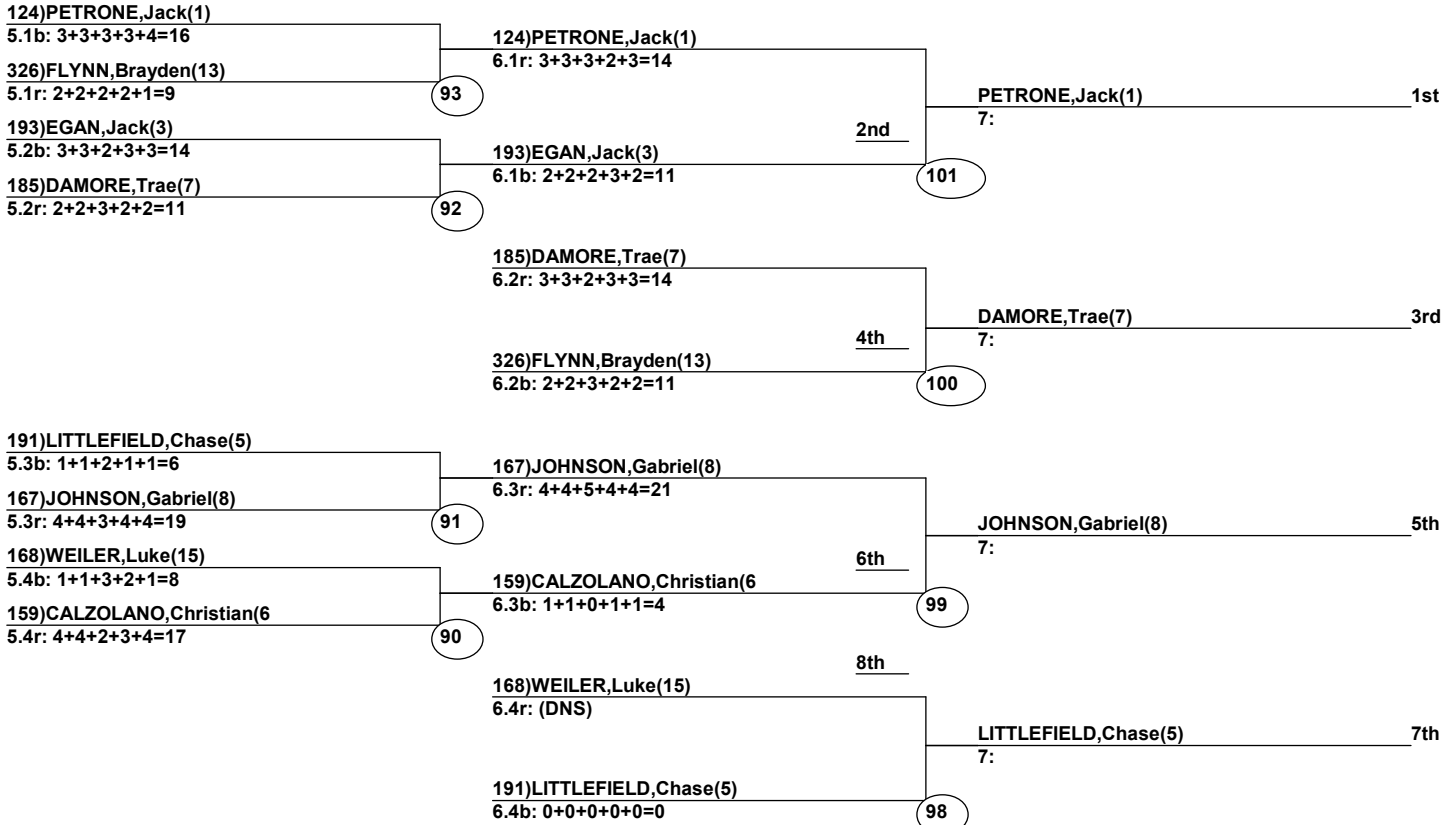 124)PETRONE,Jack(1)
5.1b: 3+3+3+3+4=16
326)FLYNN,Brayden(13)
5.1r: 2+2+2+2+1=9
93
193)EGAN,Jack(3)
5.2b: 3+3+2+3+3=14
185)DAMORE,Trae(7)
5.2r: 2+2+3+2+2=11
92
124)PETRONE,Jack(1)
6.1r: 3+3+3+2+3=14
2nd
193)EGAN,Jack(3)
6.1b: 2+2+2+3+2=11
101
PETRONE,Jack(1)
1st
7:
185)DAMORE,Trae(7)
6.2r: 3+3+2+3+3=14
4th
326)FLYNN,Brayden(13)
6.2b: 2+2+3+2+2=11
100
DAMORE,Trae(7)
3rd
7:
191)LITTLEFIELD,Chase(5)
5.3b: 1+1+2+1+1=6
167)JOHNSON,Gabriel(8)
5.3r: 4+4+3+4+4=19
91
168)WEILER,Luke(15)
5.4b: 1+1+3+2+1=8
159)CALZOLANO,Christian(6
5.4r: 4+4+2+3+4=17
90
167)JOHNSON,Gabriel(8)
6.3r: 4+4+5+4+4=21
6th
159)CALZOLANO,Christian(6
6.3b: 1+1+0+1+1=4
99
JOHNSON,Gabriel(8)
5th
7:
8th
168)WEILER,Luke(15)
6.4r: (DNS)
191)LITTLEFIELD,Chase(5)
6.4b: 0+0+0+0+0=0
98
LITTLEFIELD,Chase(5)
7th
7: